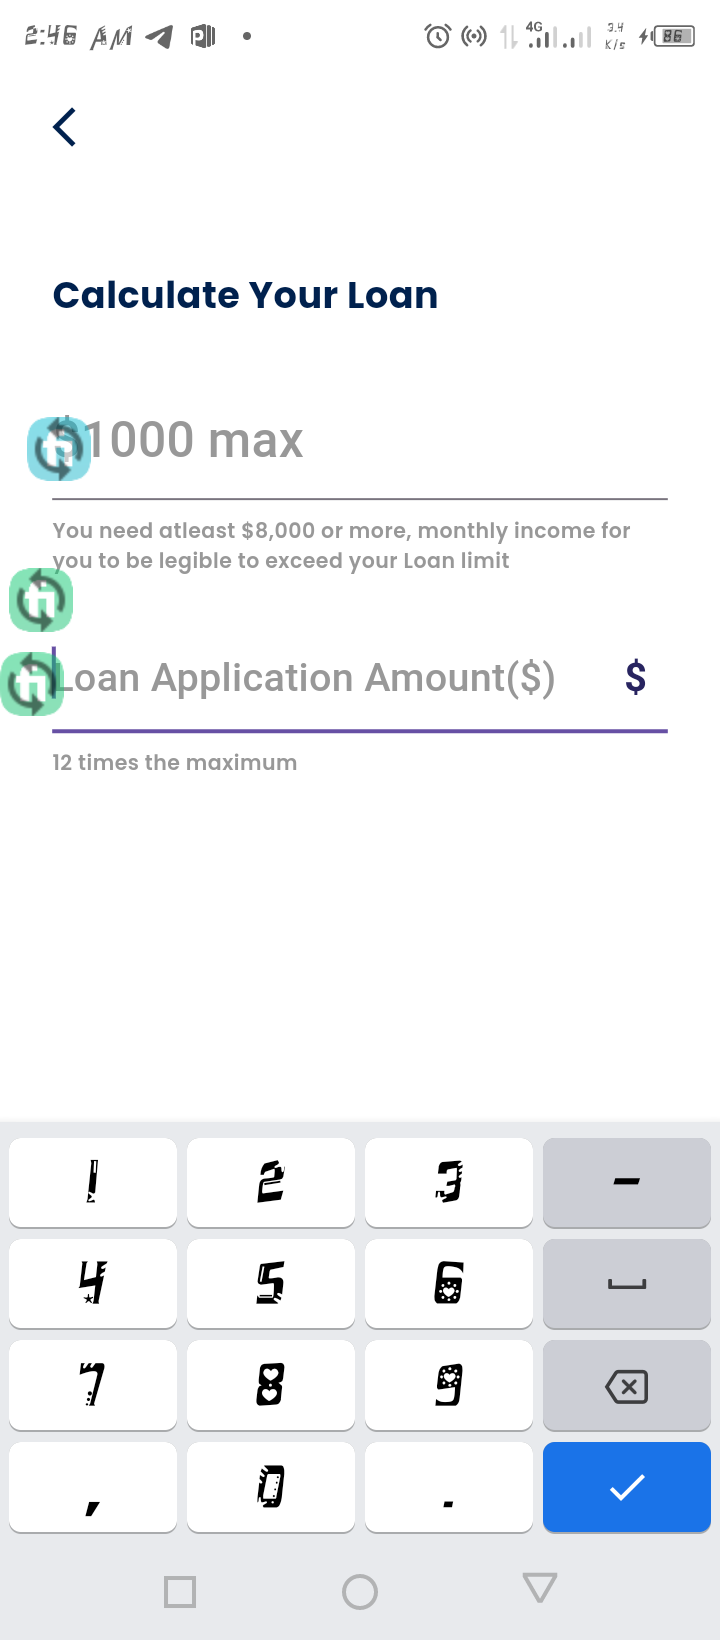 2:46 AM
4G
3.4
K/s
86
Calculate Your Loan
$1000 max
You need atleast $8,000 or more, monthly income for
you to be legible to exceed your Loan limit
Loan Application Amount($) $
12 times the maximum
1 2 3 -
4 5 6
7 8 9
, 0 .